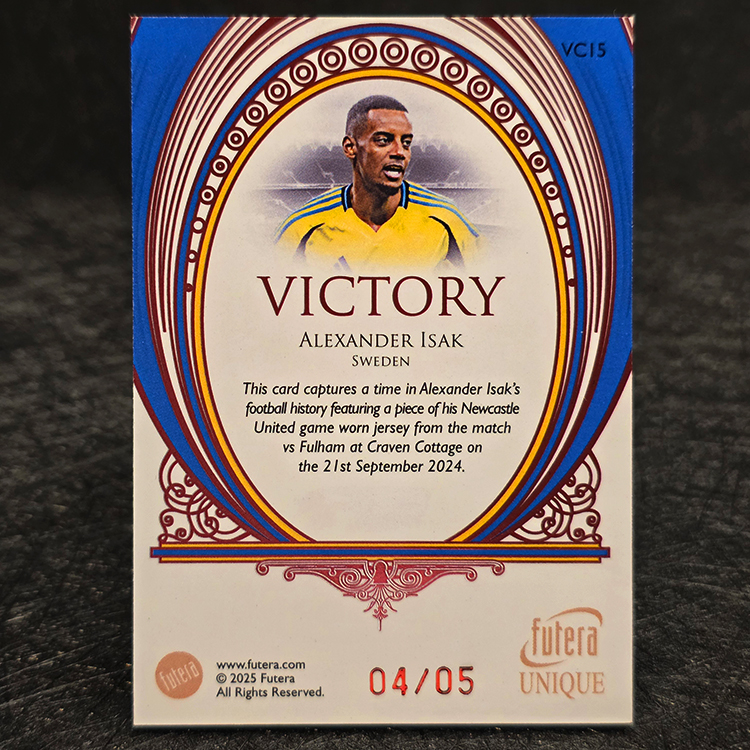 VC15
VICTORY
ALEXANDER ISAK
SWEDEN
This card captures a time in Alexander Isak's
football history featuring a piece of his Newcastle
United game worn jersey from the match
vs Fulham at Craven Cottage on
the 21st September 2024.
futera
www.futera.com
© 2025 Futera
All Rights Reserved.
04/05
futera
UNIQUE